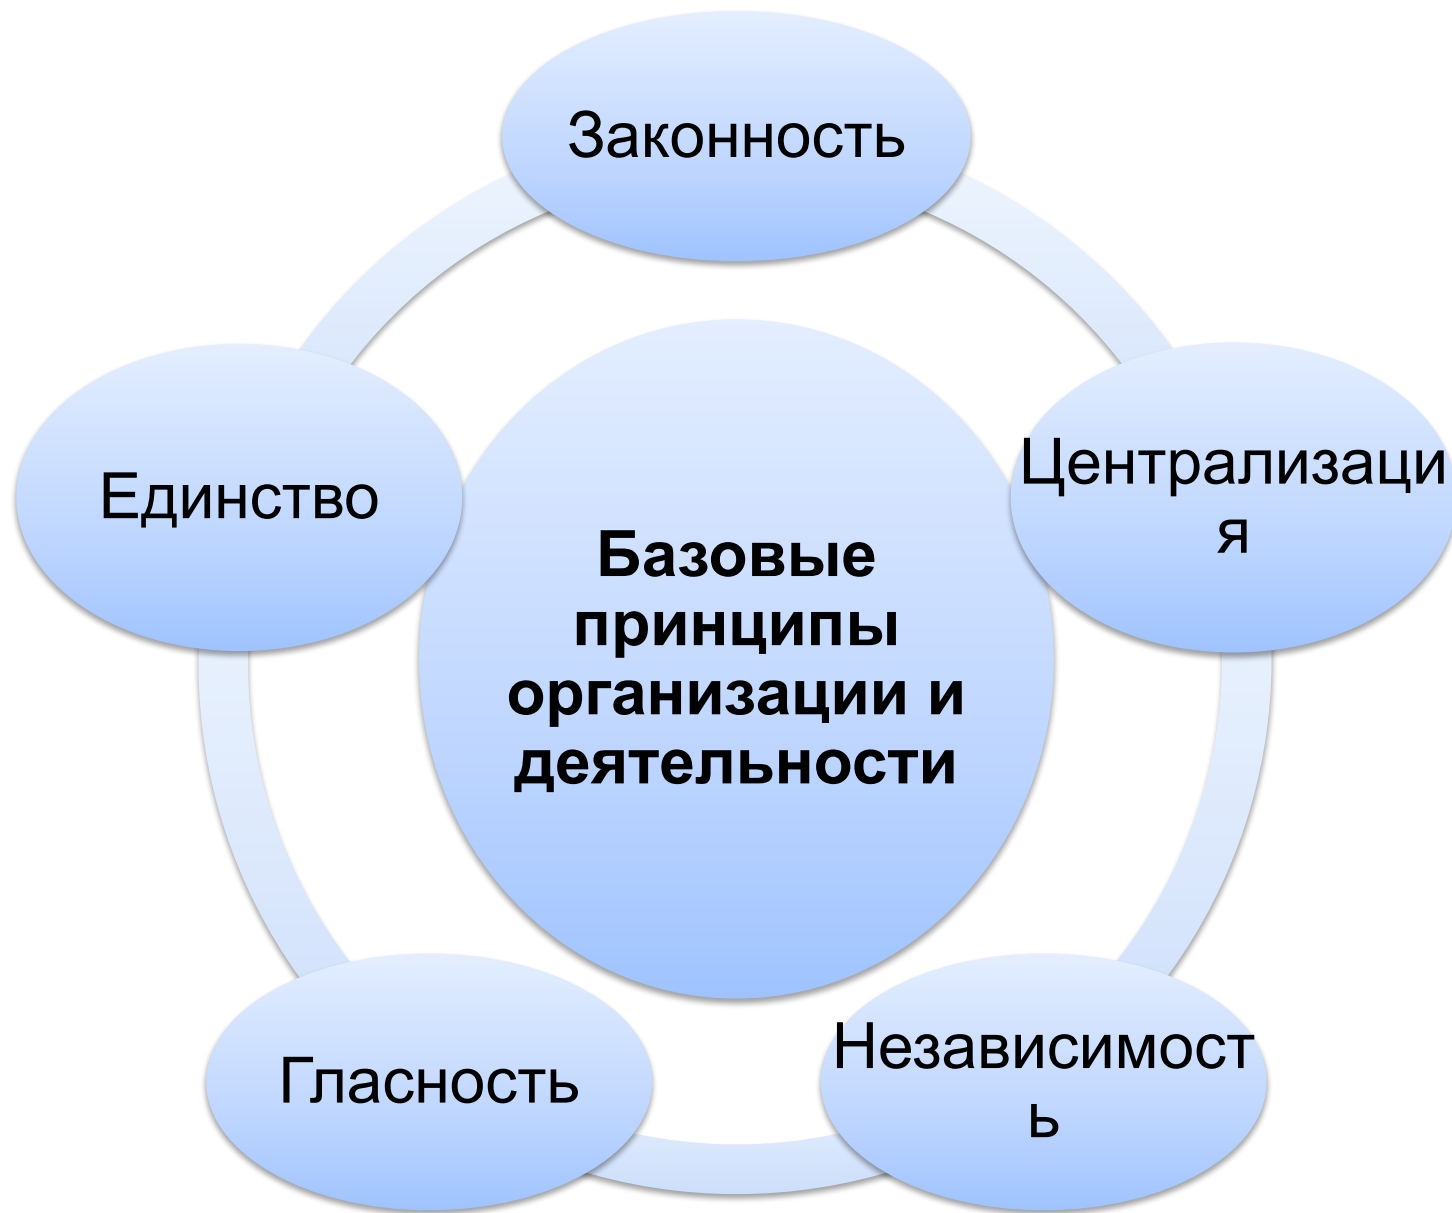 Законность
Централизаци
я
Единство
Базовые
принципы
организации и
деятельности
Независимост
ь
Гласность